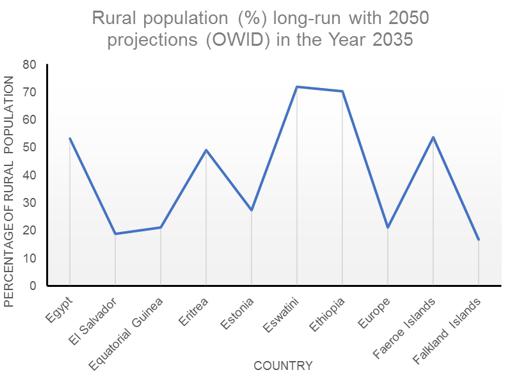 Rural population (%) long-run with 2050
projections (OWID) in the Year 2035
PERCENTAGE OF RURAL POPULATION
80
70
60
50
40
30
20
10
0
Egypt
El Salvador
Equatorial Guinea
Eritrea
Estonia
Eswatini
Ethiopia
Europe
Faeroe Islands
Falkland Islands
COUNTRY